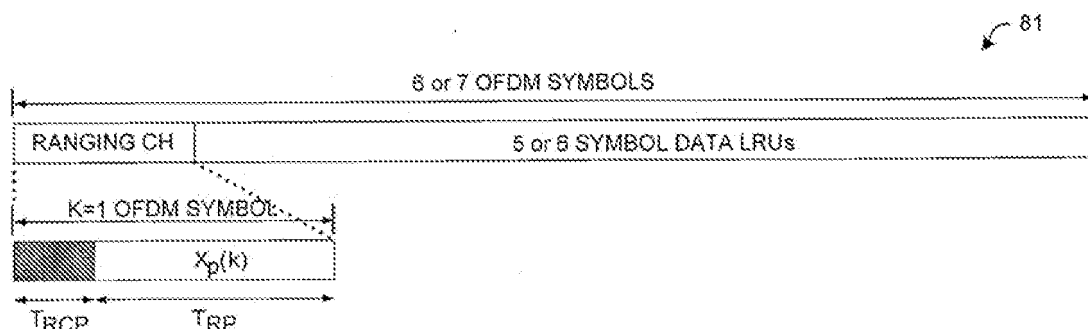 81
6 or 7 OFDM SYMBOLS
RANGING CH
5 or 6 SYMBOL DATA LRUs
K=1 OFDM SYMBOL
Xp(k)
TRCP
TRP